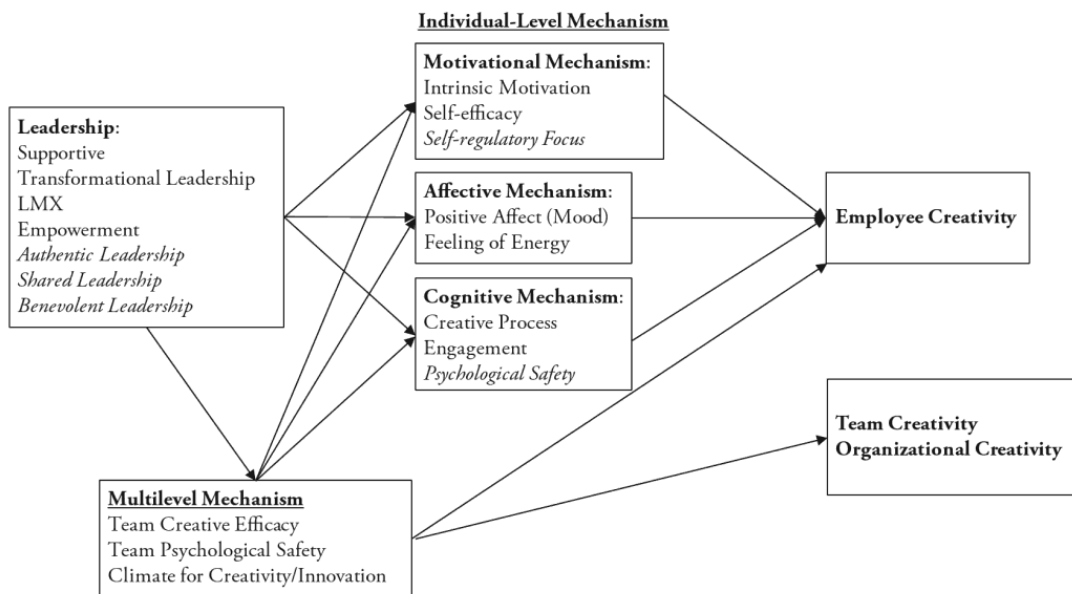 Individual-Level Mechanism
Leadership:
Supportive
Transformational Leadership
LMX
Empowerment
Authentic Leadership
Shared Leadership
Benevolent Leadership
Motivational Mechanism:
Intrinsic Motivation
Self-efficacy
Self-regulatory Focus
Affective Mechanism:
Positive Affect (Mood)
Feeling of Energy
Cognitive Mechanism:
Creative Process
Engagement
Psychological Safety
Employee Creativity
Team Creativity
Organizational Creativity
Multilevel Mechanism
Team Creative Efficacy
Team Psychological Safety
Climate for Creativity/Innovation